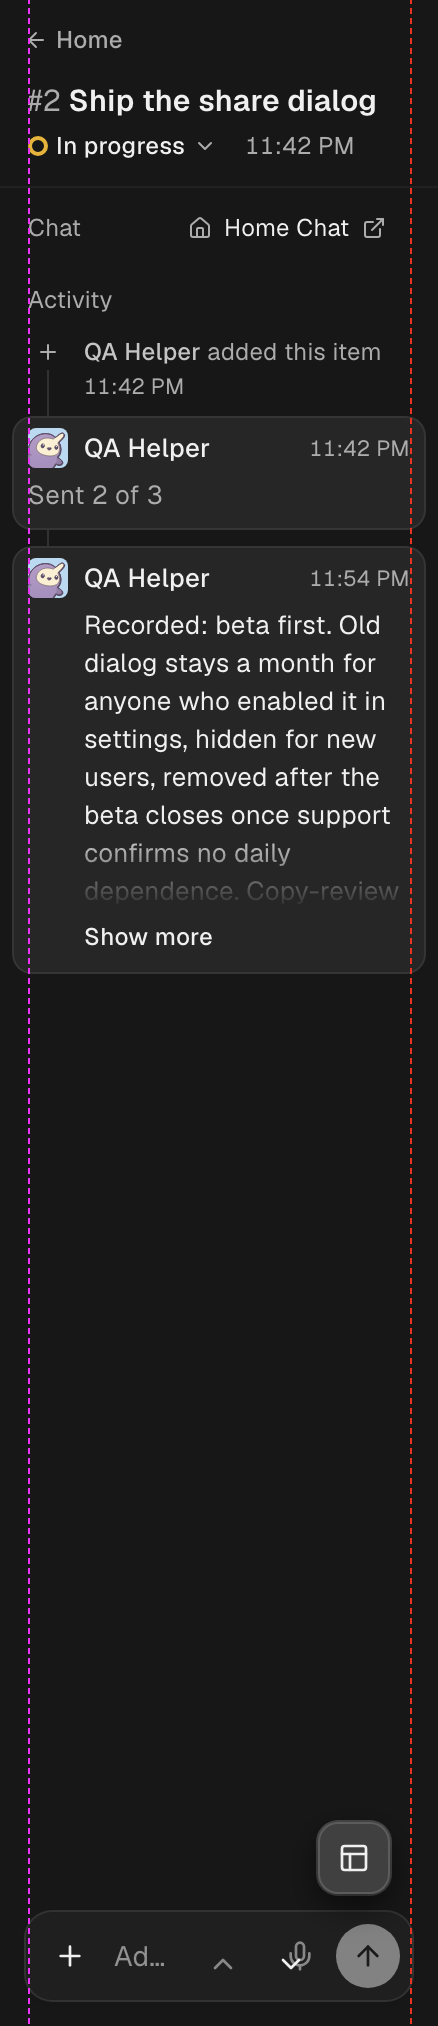 Home
#2 Ship the share dialog
In progress 11:42 PM
Chat Home Chat
Activity
QA Helper added this item
11:42 PM
QA Helper 11:42 PM
Sent 2 of 3
QA Helper 11:54 PM
Recorded: beta first. Old
dialog stays a month for
anyone who enabled it in
settings, hidden for new
users, removed after the
beta closes once support
confirms no daily
dependence. Copy-review
Show more
Ad...